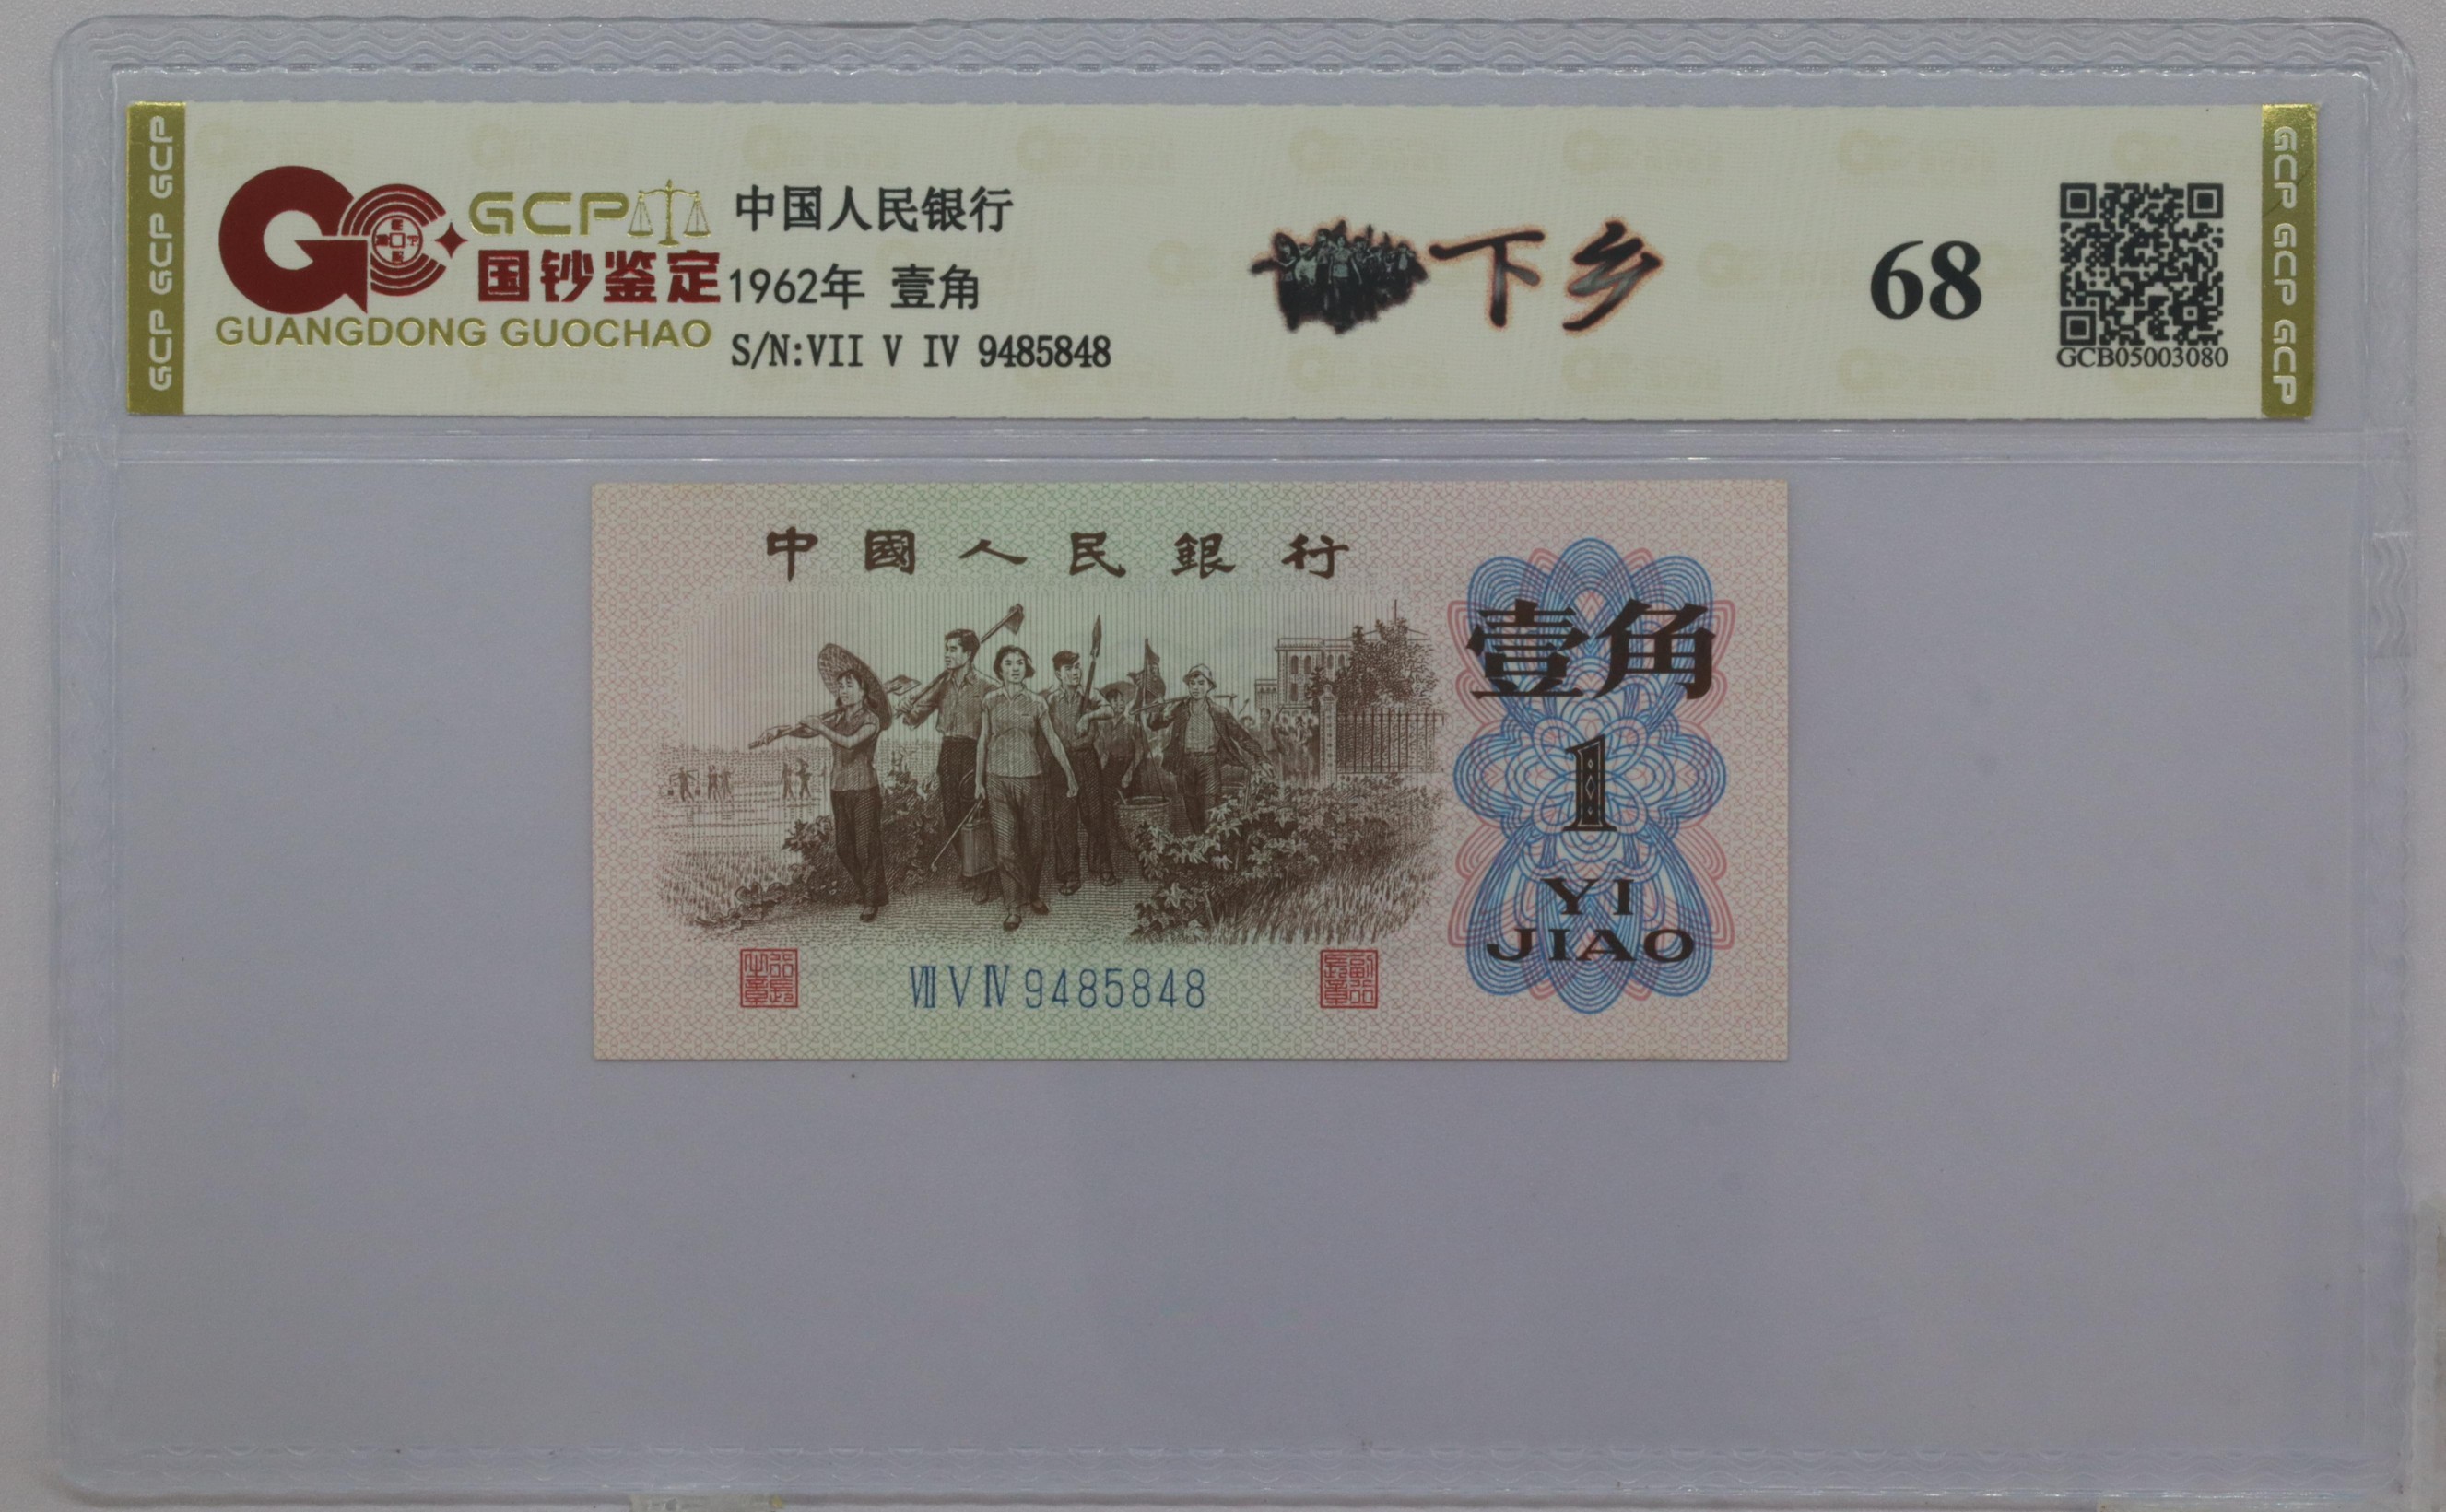 GCP GCP GCP
GCP
国钞鉴定
GUANGDONG GUOCHAO
中国人民银行
1962年 壹角
S/N:VII V IV 9485848
下乡
68
GCB05003080
GCP GCP GCP
中國人民銀行
壹角
1
YI
JIAO
Ⅶ Ⅴ Ⅳ 9485848